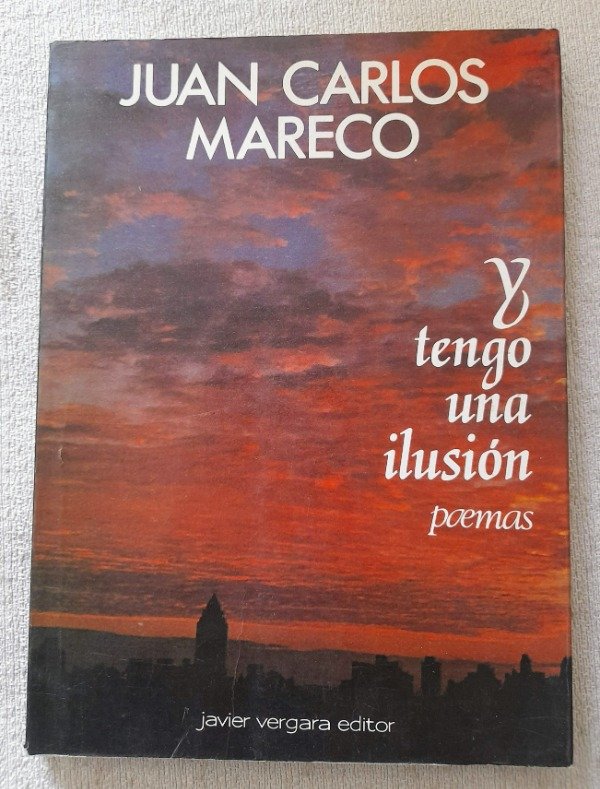 JUAN CARLOS
MARECO
Y
tengo
una
ilusión
poemas
javier vergara editor